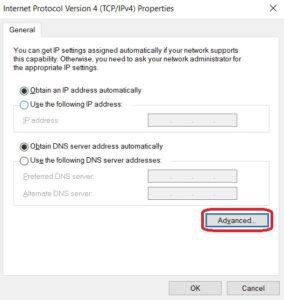 Internet Protocol Version 4 (TCP/IPv4) Properties
General
You can get IP settings assigned automatically if your network supports
this capability. Otherwise, you need to ask your network administrator for
the appropriate IP settings.
Obtain an IP address automatically
Use the following IP address:
IP address:
Obtain DNS server address automatically
Use the following DNS server addresses:
Preferred DNS server:
Alternate DNS server:
Advanced...
OK Cancel